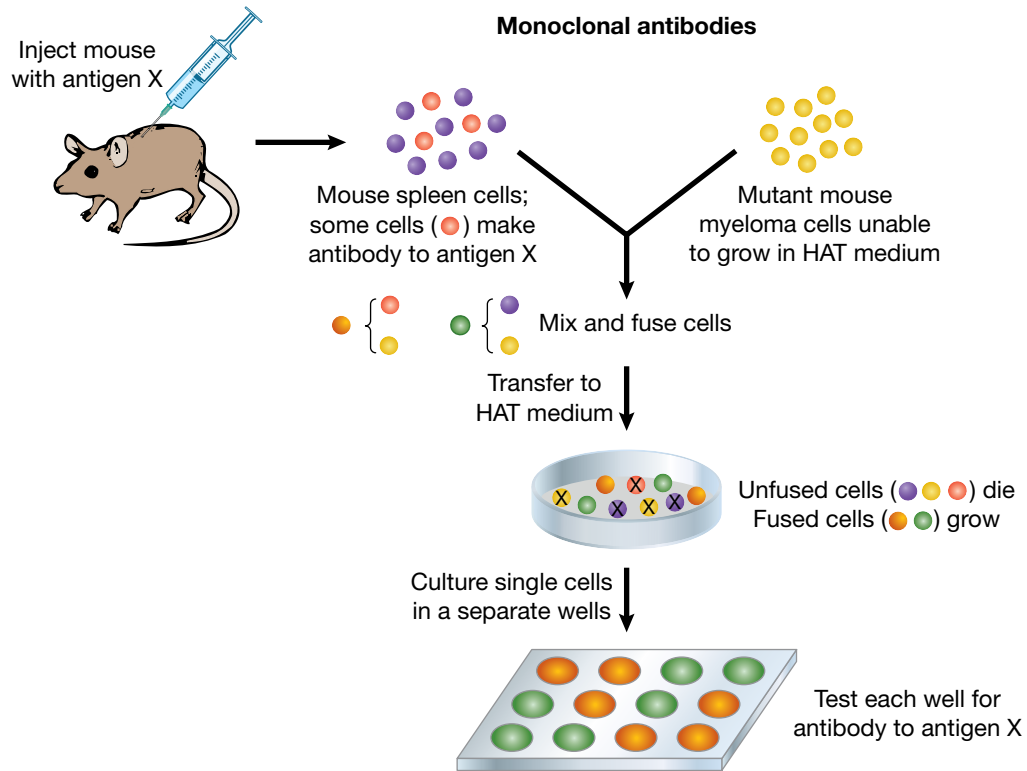 Monoclonal antibodies
Inject mouse
with antigen X
Mouse spleen cells;
some cells ( ) make
antibody to antigen X
Mutant mouse
myeloma cells unable
to grow in HAT medium
Mix and fuse cells
Transfer to
HAT medium
X X X X X
Unfused cells ( ) die
Fused cells ( ) grow
Culture single cells
in a separate wells
Test each well for
antibody to antigen X